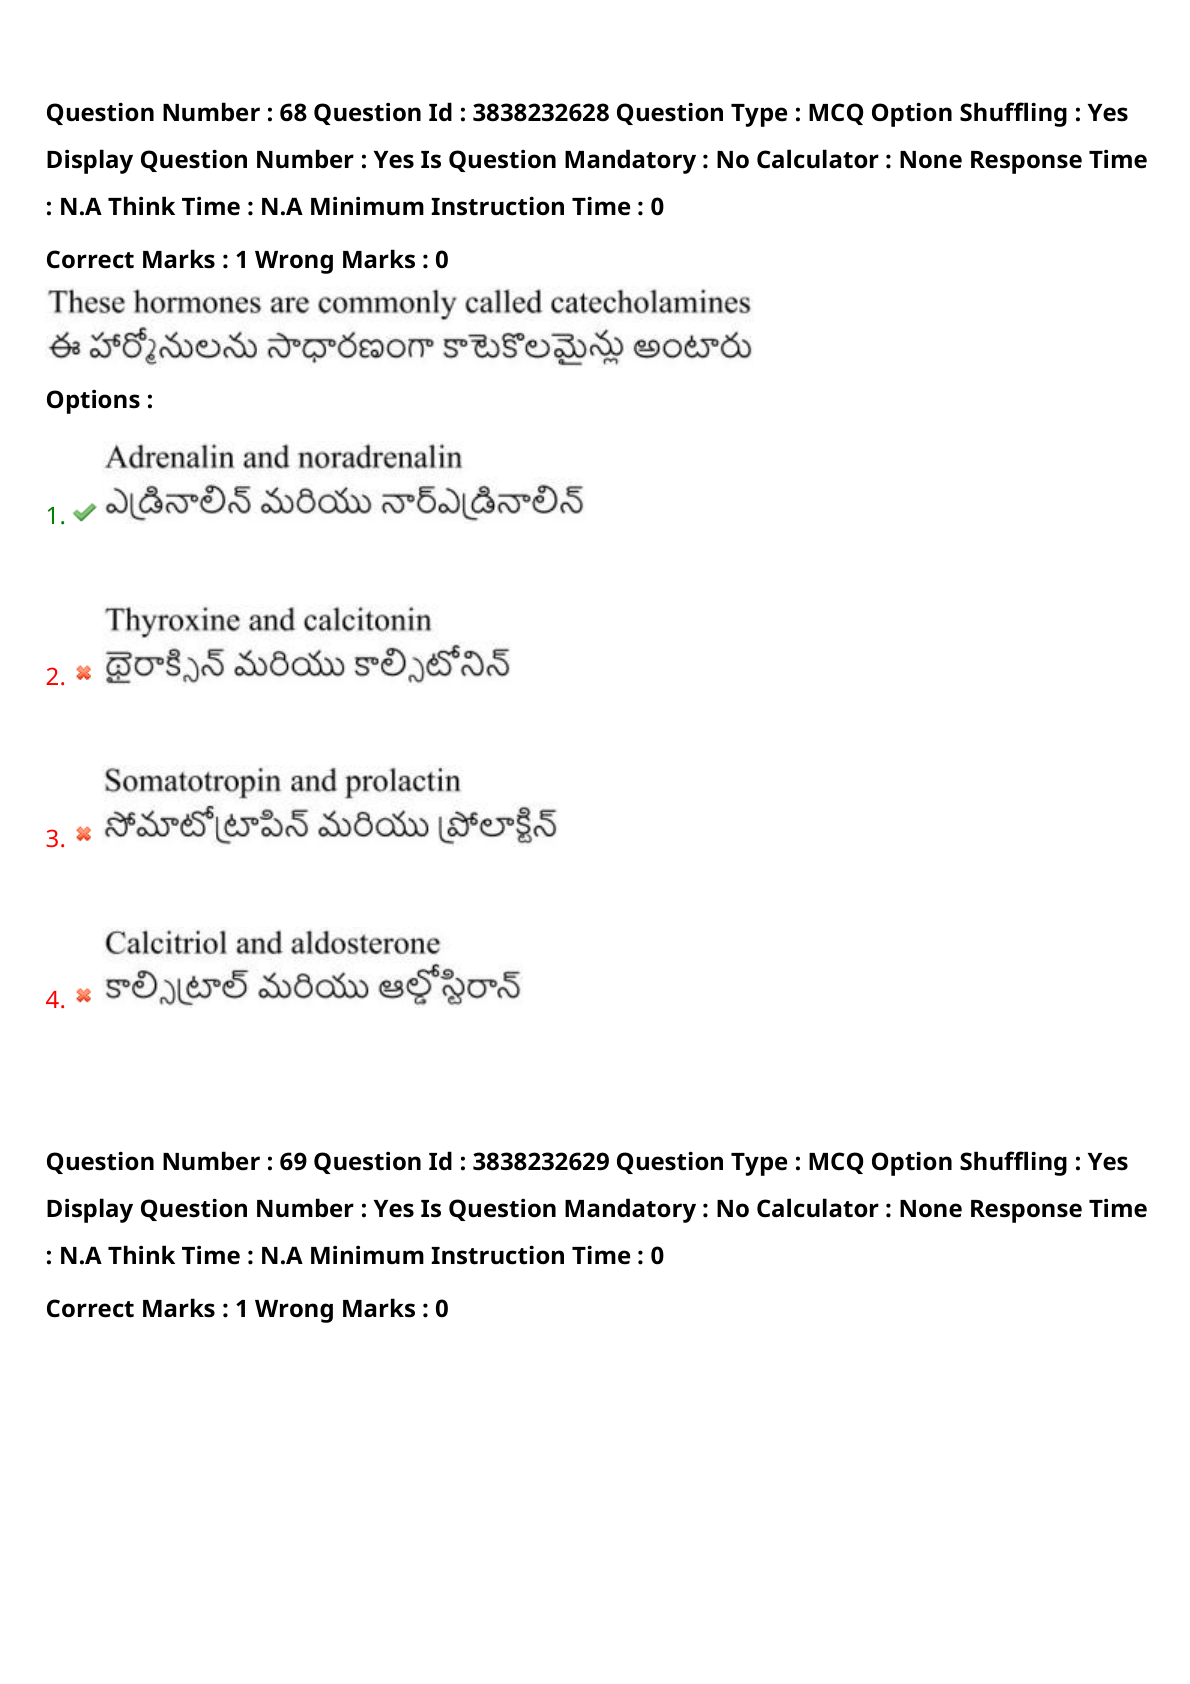 Question Number : 68 Question Id : 3838232628 Question Type : MCQ Option Shuffling : Yes
Display Question Number : Yes Is Question Mandatory : No Calculator : None Response Time
: N.A Think Time : N.A Minimum Instruction Time : 0
Correct Marks : 1 Wrong Marks : 0
These hormones are commonly called catecholamines
ఈ హార్మోనులను సాధారణంగా కాటెకొలమైన్లు అంటారు
Options :
Adrenalin and noradrenalin
1. ఎడ్రినాలిన్ మరియు నార్ఎడ్రినాలిన్
Thyroxine and calcitonin
2. థైరాక్సిన్ మరియు కాల్సిటోనిన్
Somatotropin and prolactin
3. సోమాటోట్రాపిన్ మరియు ప్రోలాక్టిన్
Calcitriol and aldosterone
4. కాల్సిట్రాల్ మరియు ఆల్డోస్టిరాన్
Question Number : 69 Question Id : 3838232629 Question Type : MCQ Option Shuffling : Yes
Display Question Number : Yes Is Question Mandatory : No Calculator : None Response Time
: N.A Think Time : N.A Minimum Instruction Time : 0
Correct Marks : 1 Wrong Marks : 0